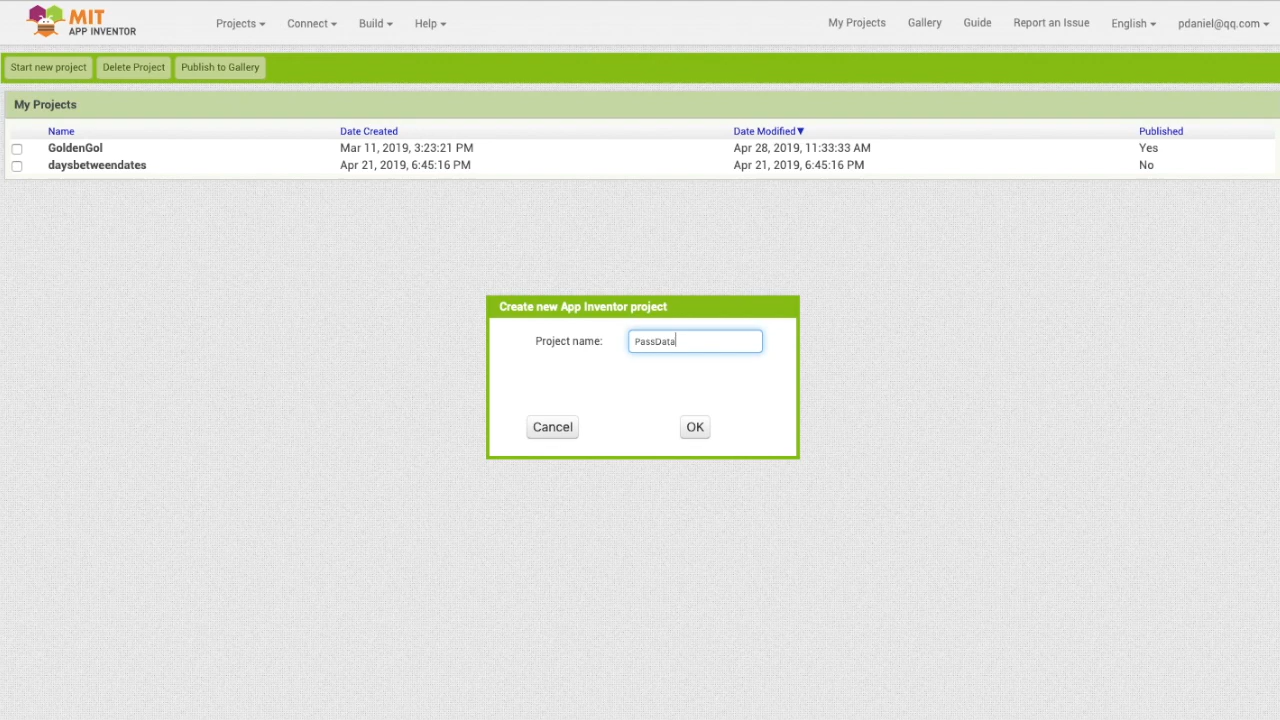 MIT
APP INVENTOR
Projects Connect Build Help My Projects Gallery Guide Report an Issue English pdaniel@qq.com
Start new project Delete Project Publish to Gallery
My Projects
Name Date Created Date Modified Published
GoldenGol Mar 11, 2019, 3:23:21 PM Apr 28, 2019, 11:33:33 AM Yes
daysbetweendates Apr 21, 2019, 6:45:16 PM Apr 21, 2019, 6:45:16 PM No
Create new App Inventor project
Project name: PassData
Cancel OK